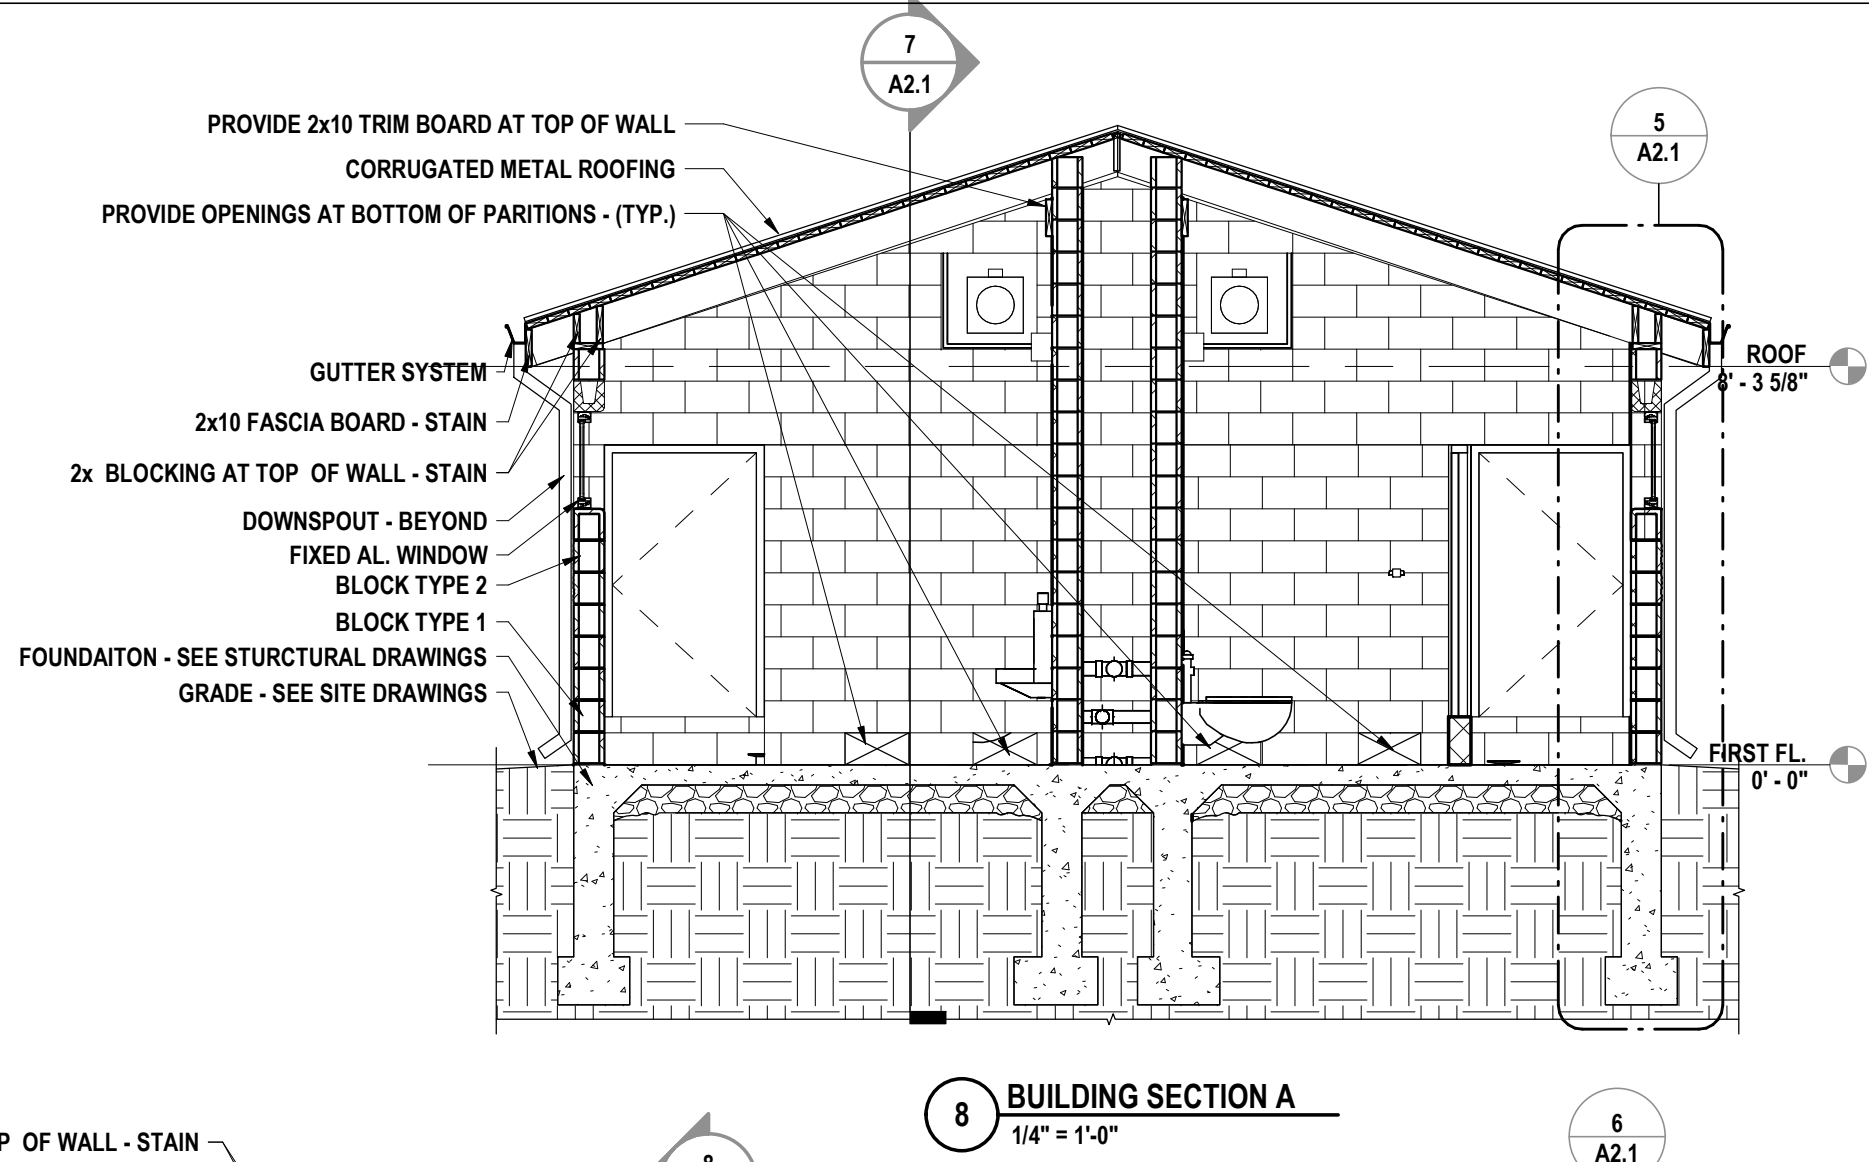 7
A2.1
5
A2.1
PROVIDE 2x10 TRIM BOARD AT TOP OF WALL
CORRUGATED METAL ROOFING
PROVIDE OPENINGS AT BOTTOM OF PARITIONS - (TYP.)
GUTTER SYSTEM
2x10 FASCIA BOARD - STAIN
2x BLOCKING AT TOP OF WALL - STAIN
DOWNSPOUT - BEYOND
FIXED AL. WINDOW
BLOCK TYPE 2
BLOCK TYPE 1
FOUNDAITON - SEE STURCTURAL DRAWINGS
GRADE - SEE SITE DRAWINGS
ROOF
8' - 3 5/8"
FIRST FL.
0' - 0"
8
BUILDING SECTION A
1/4" = 1'-0"
P OF WALL - STAIN
8
6
A2.1